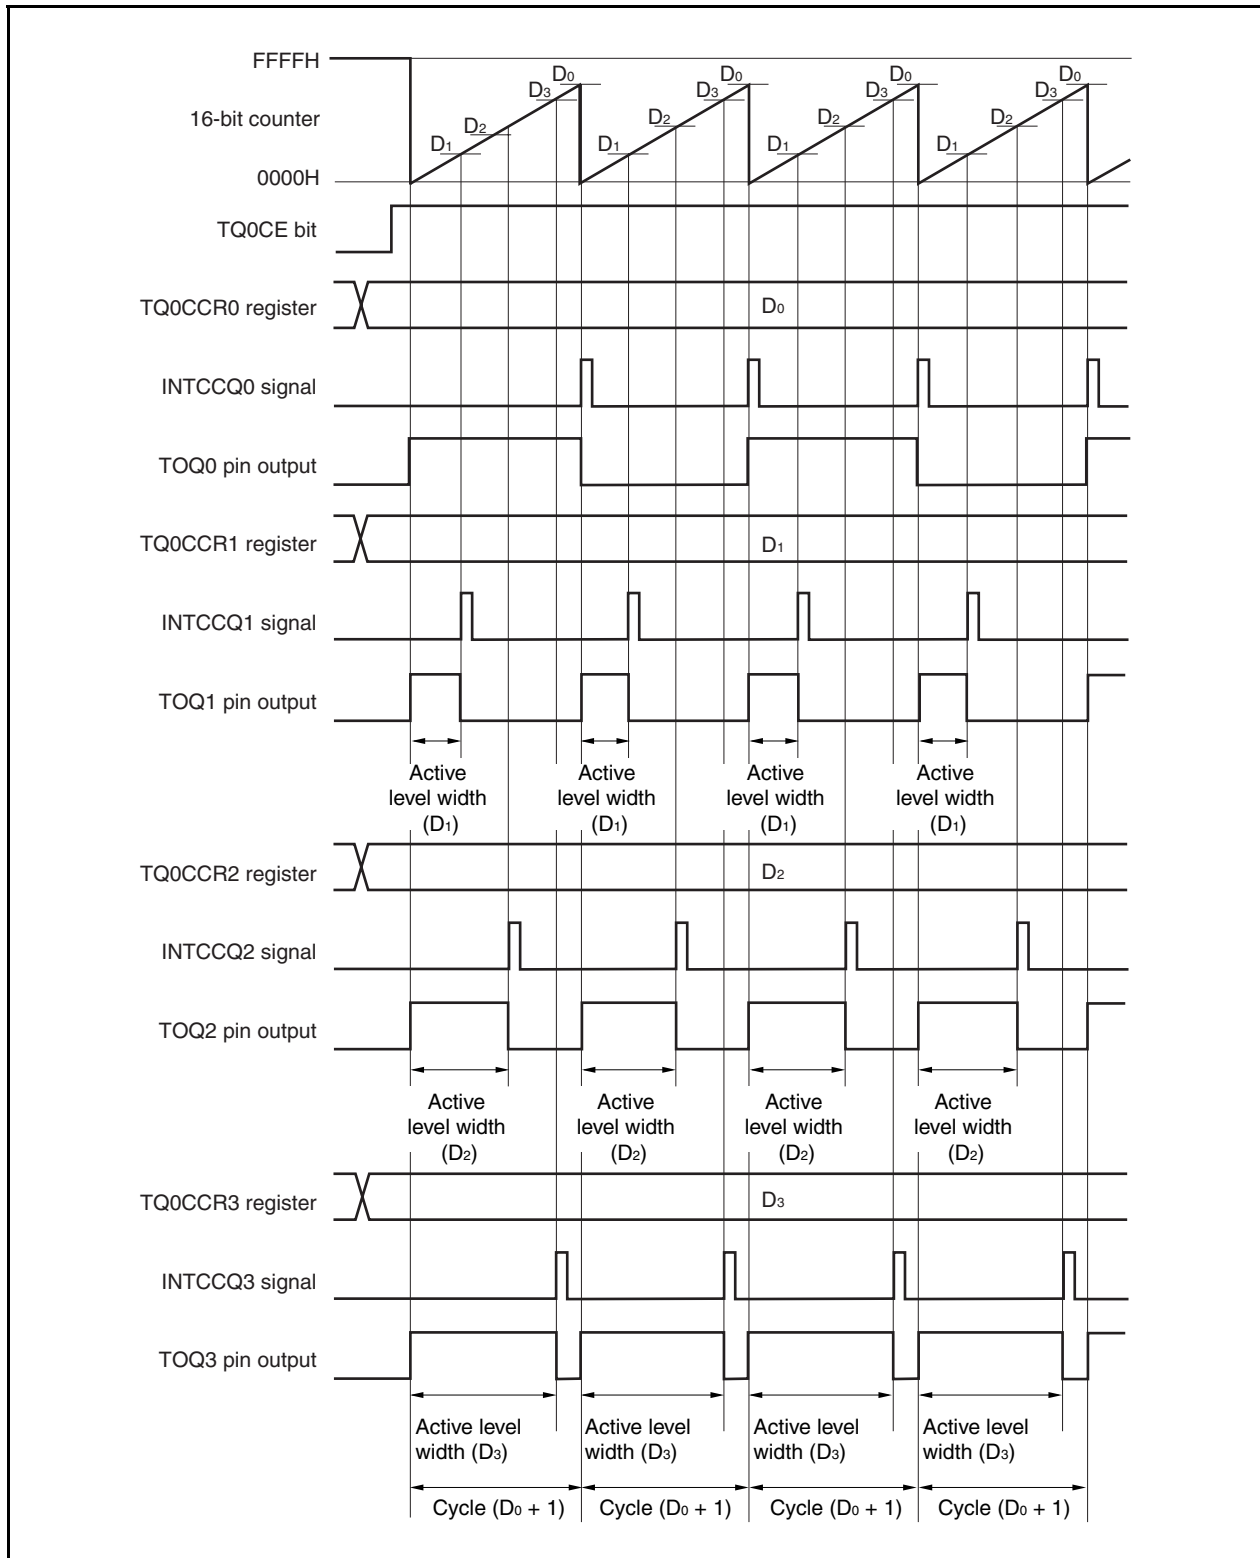 FFFFH
16-bit counter
0000H
D1
D2
D3
D0
D1
D2
D3
D0
D1
D2
D3
D0
D1
D2
D3
D0
TQ0CE bit
TQ0CCR0 register
D0
INTCCQ0 signal
TOQ0 pin output
TQ0CCR1 register
D1
INTCCQ1 signal
TOQ1 pin output
Active
level width
(D1)
Active
level width
(D1)
Active
level width
(D1)
Active
level width
(D1)
TQ0CCR2 register
D2
INTCCQ2 signal
TOQ2 pin output
Active
level width
(D2)
Active
level width
(D2)
Active
level width
(D2)
Active
level width
(D2)
TQ0CCR3 register
D3
INTCCQ3 signal
TOQ3 pin output
Active level
width (D3)
Active level
width (D3)
Active level
width (D3)
Active level
width (D3)
Cycle (D0 + 1)
Cycle (D0 + 1)
Cycle (D0 + 1)
Cycle (D0 + 1)